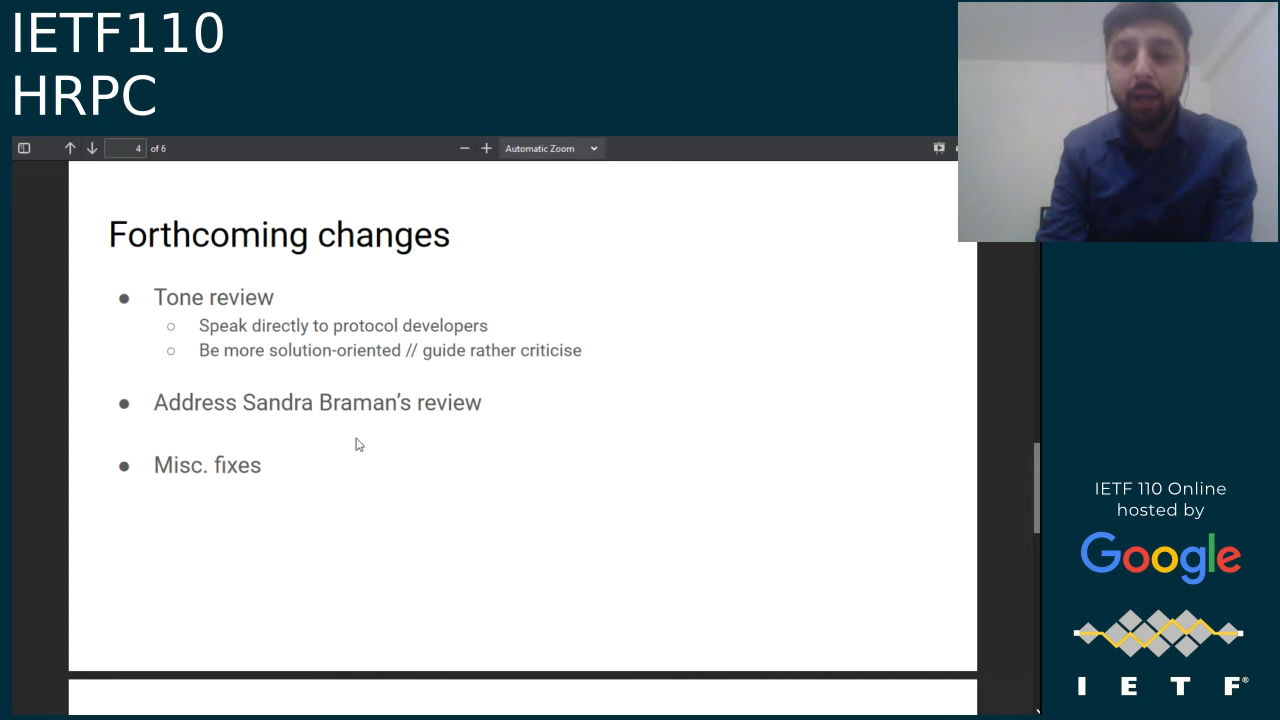 IETF110
HRPC
4 of 6
Automatic Zoom
Forthcoming changes
● Tone review
○ Speak directly to protocol developers
○ Be more solution-oriented // guide rather criticise
● Address Sandra Braman’s review
● Misc. fixes
IETF 110 Online
hosted by
Google
IETF®